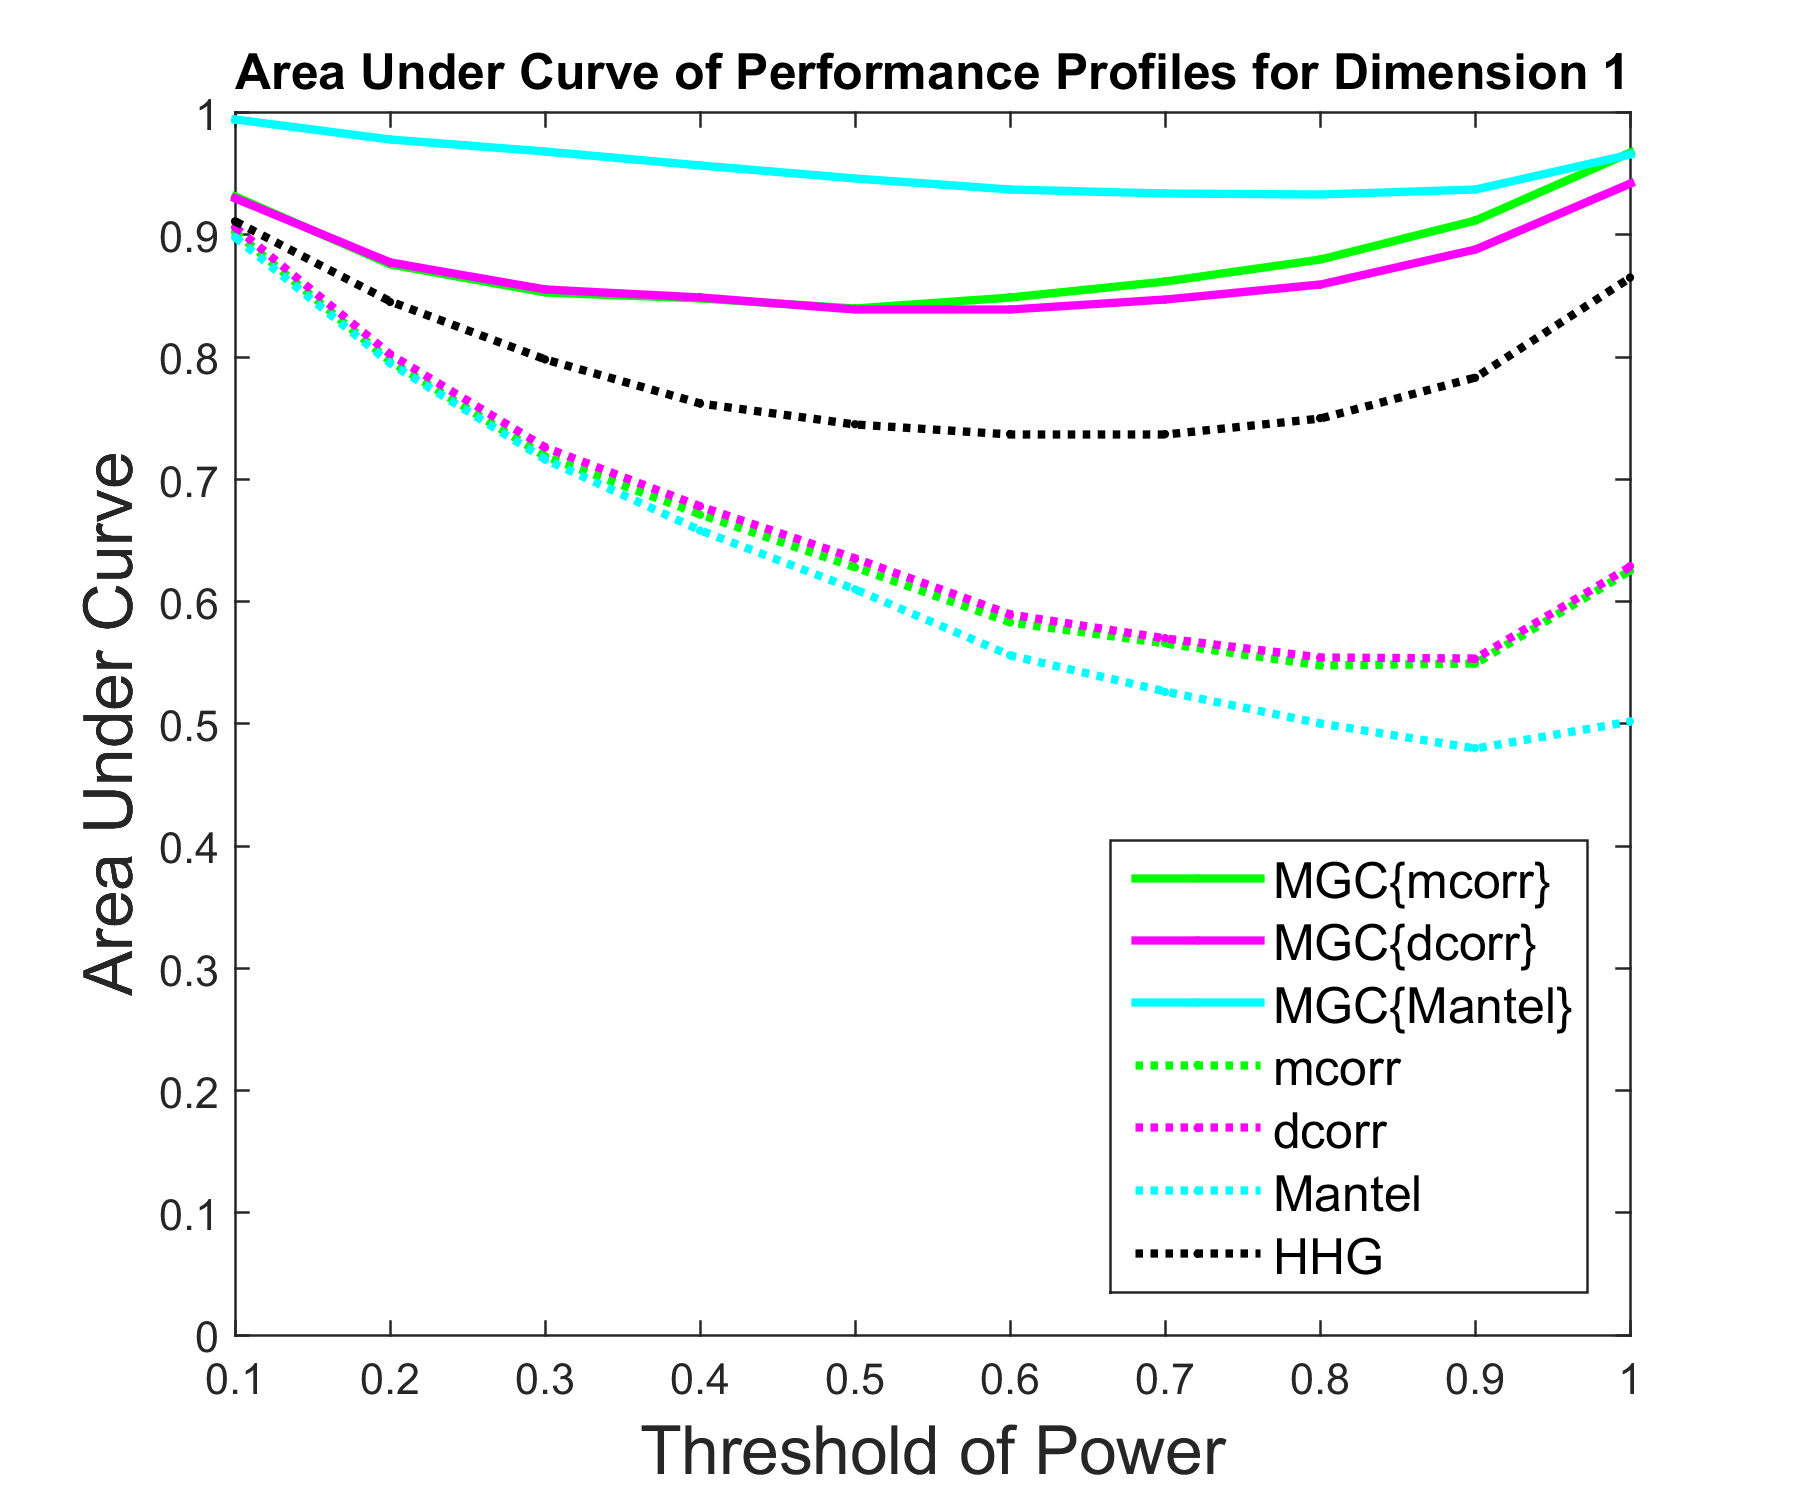 Area Under Curve of Performance Profiles for Dimension 1
Area Under Curve
1
0.9
0.8
0.7
0.6
0.5
0.4
0.3
0.2
0.1
0
MGC{mcorr}
MGC{dcorr}
MGC{Mantel}
mcorr
dcorr
Mantel
HHG
0.1 0.2 0.3 0.4 0.5 0.6 0.7 0.8 0.9 1
Threshold of Power